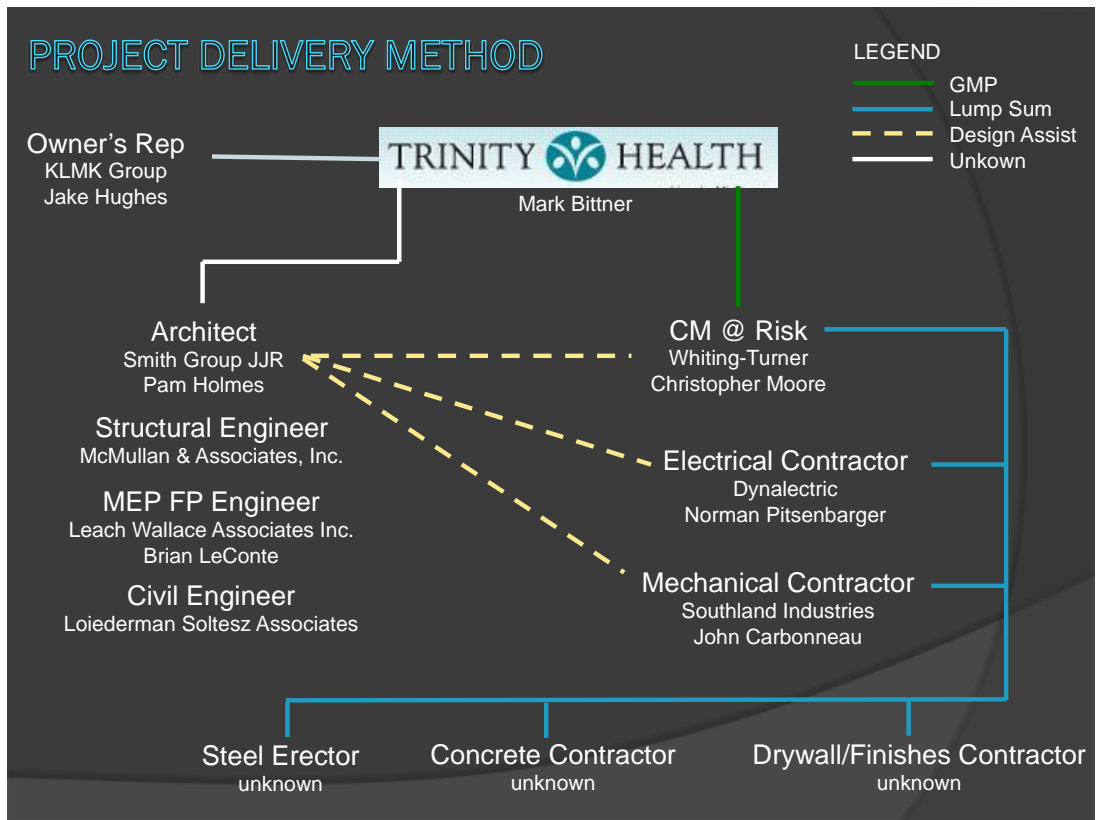 PROJECT DELIVERY METHOD
LEGEND
GMP
Lump Sum
Design Assist
Unkown
Owner's Rep
KLMK Group
Jake Hughes
TRINITY HEALTH
Mark Bittner
Architect
Smith Group JJR
Pam Holmes
Structural Engineer
McMullan & Associates, Inc.
MEP FP Engineer
Leach Wallace Associates Inc.
Brian LeConte
Civil Engineer
Loiederman Soltesz Associates
CM @ Risk
Whiting-Turner
Christopher Moore
Electrical Contractor
Dynalectric
Norman Pitsenbarger
Mechanical Contractor
Southland Industries
John Carbonneau
Steel Erector
unknown
Concrete Contractor
unknown
Drywall/Finishes Contractor
unknown